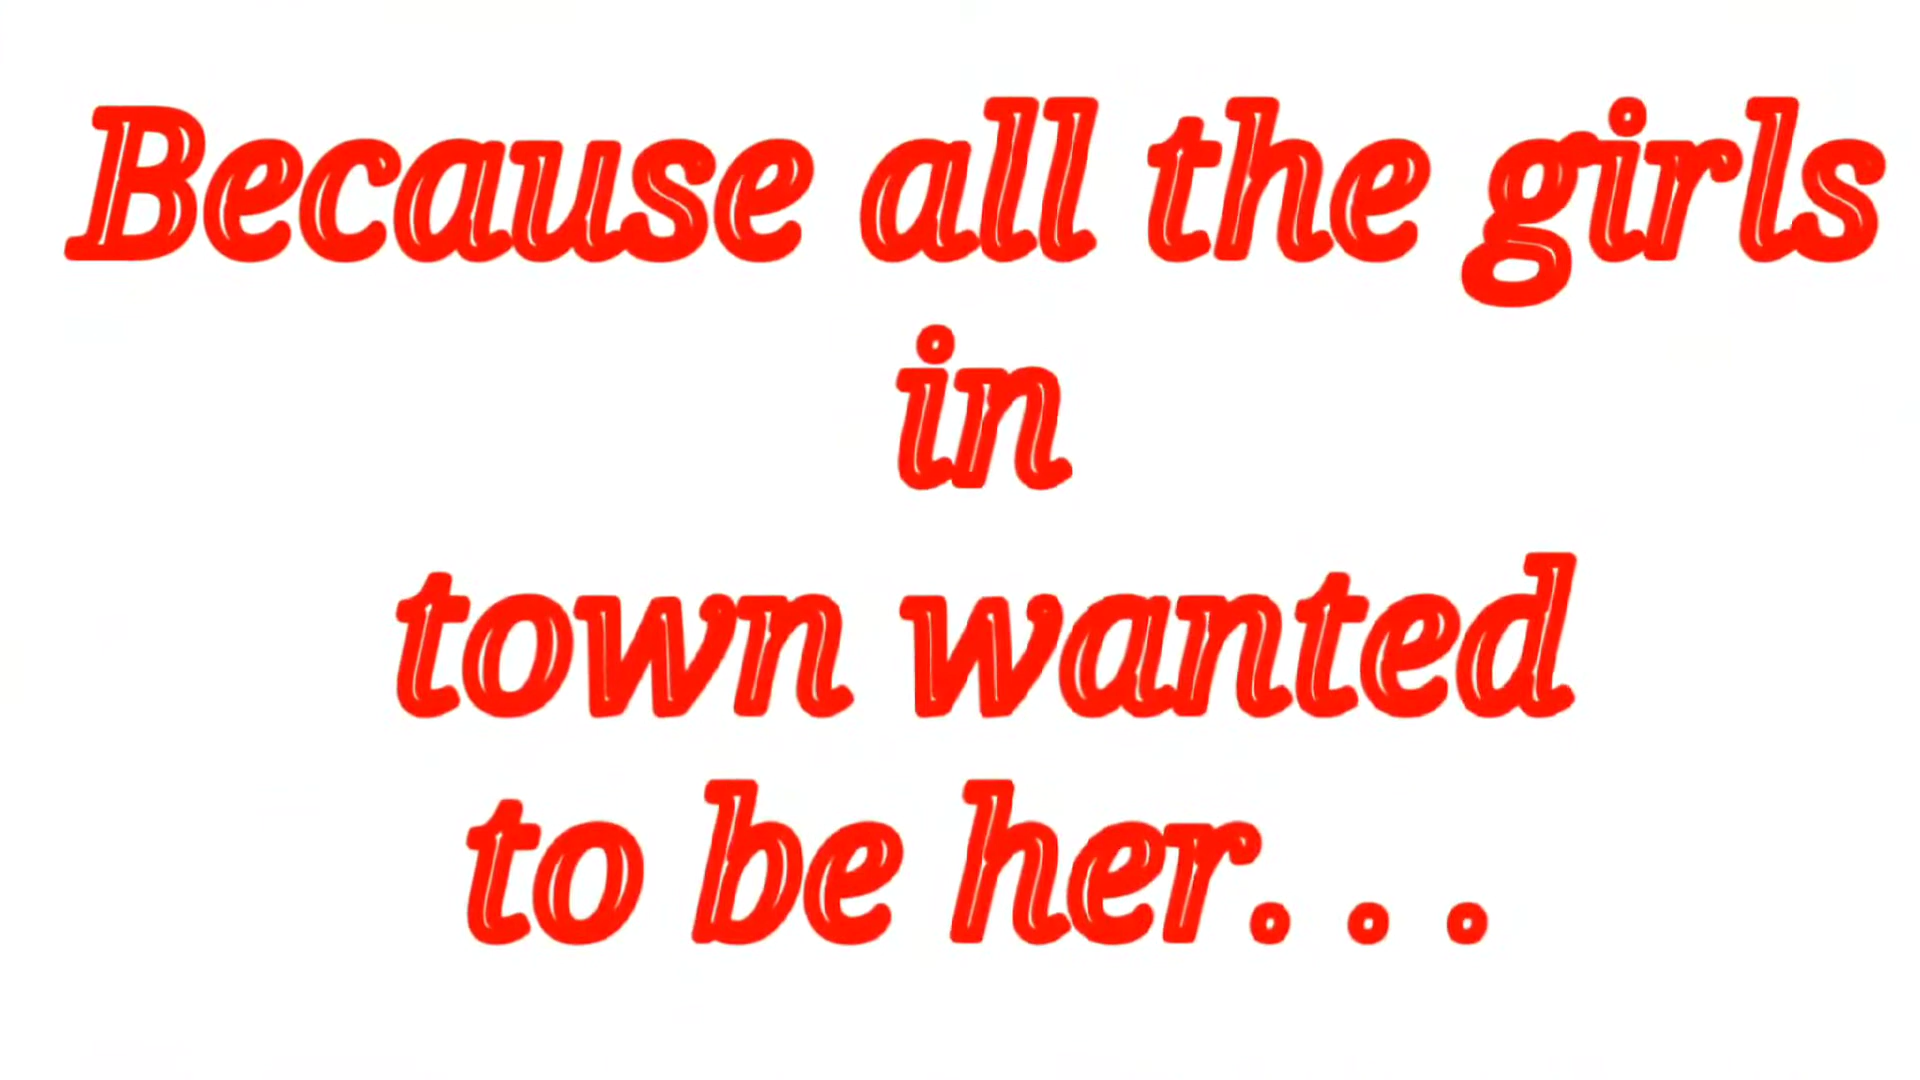 Because all the girls
in
town wanted
to be her. . .